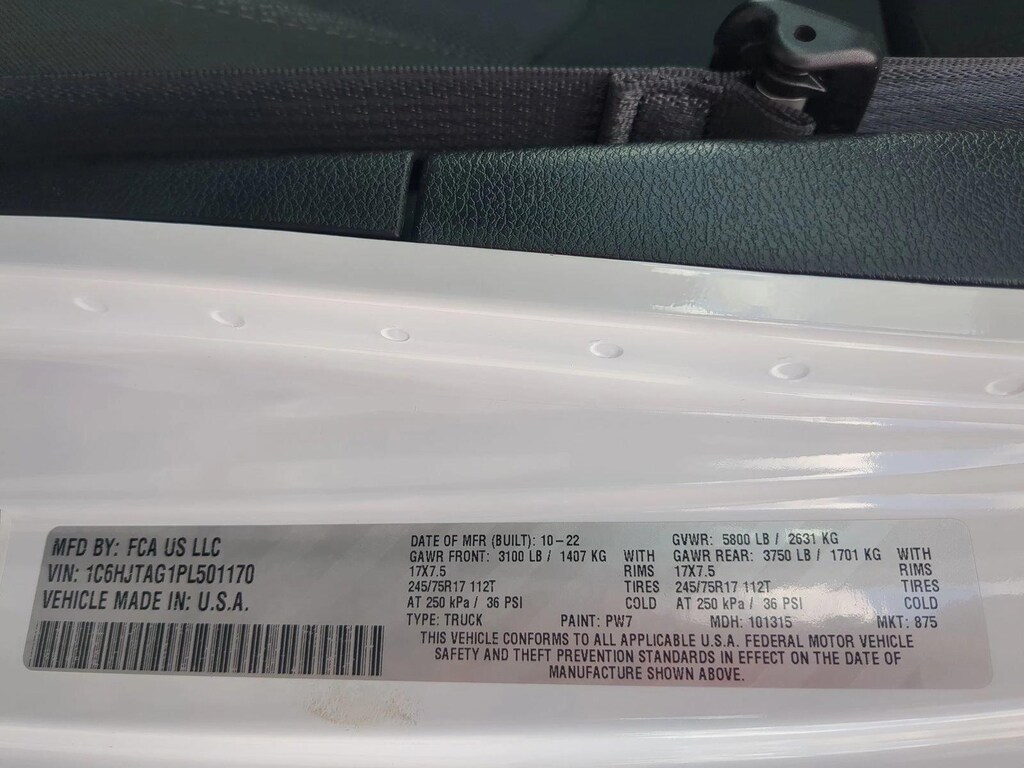 MFD BY: FCA US LLC
VIN: 1C6HJTAG1PL501170
VEHICLE MADE IN: U.S.A.
DATE OF MFR (BUILT): 10-22 GVWR: 5800 LB / 2631 KG
GAWR FRONT: 3100 LB / 1407 KG WITH GAWR REAR: 3750 LB / 1701 KG WITH
17X7.5 RIMS 17X7.5 RIMS
245/75R17 112T TIRES 245/75R17 112T TIRES
AT 250 kPa / 36 PSI COLD AT 250 kPa / 36 PSI COLD
TYPE: TRUCK PAINT: PW7 MDH: 101315 MKT: 875
THIS VEHICLE CONFORMS TO ALL APPLICABLE U.S.A. FEDERAL MOTOR VEHICLE
SAFETY AND THEFT PREVENTION STANDARDS IN EFFECT ON THE DATE OF
MANUFACTURE SHOWN ABOVE.